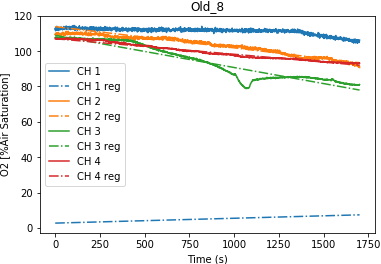 Old_8
120
100
80
60
40
20
0
O2 [%Air Saturation]
CH 1
CH 1 reg
CH 2
CH 2 reg
CH 3
CH 3 reg
CH 4
CH 4 reg
0 250 500 750 1000 1250 1500 1750
Time (s)